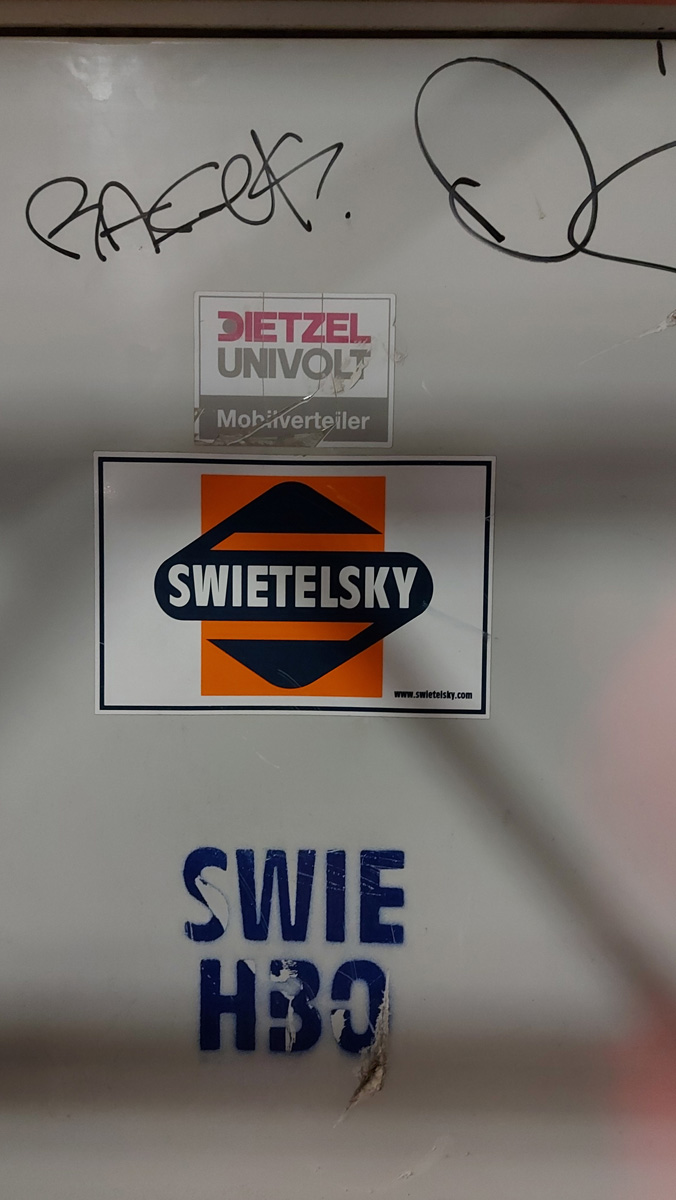 DIETZEL
UNIVOLT
Mobilverteiler
SWIETELSKY
www.swietelsky.com
SWIE
HBO